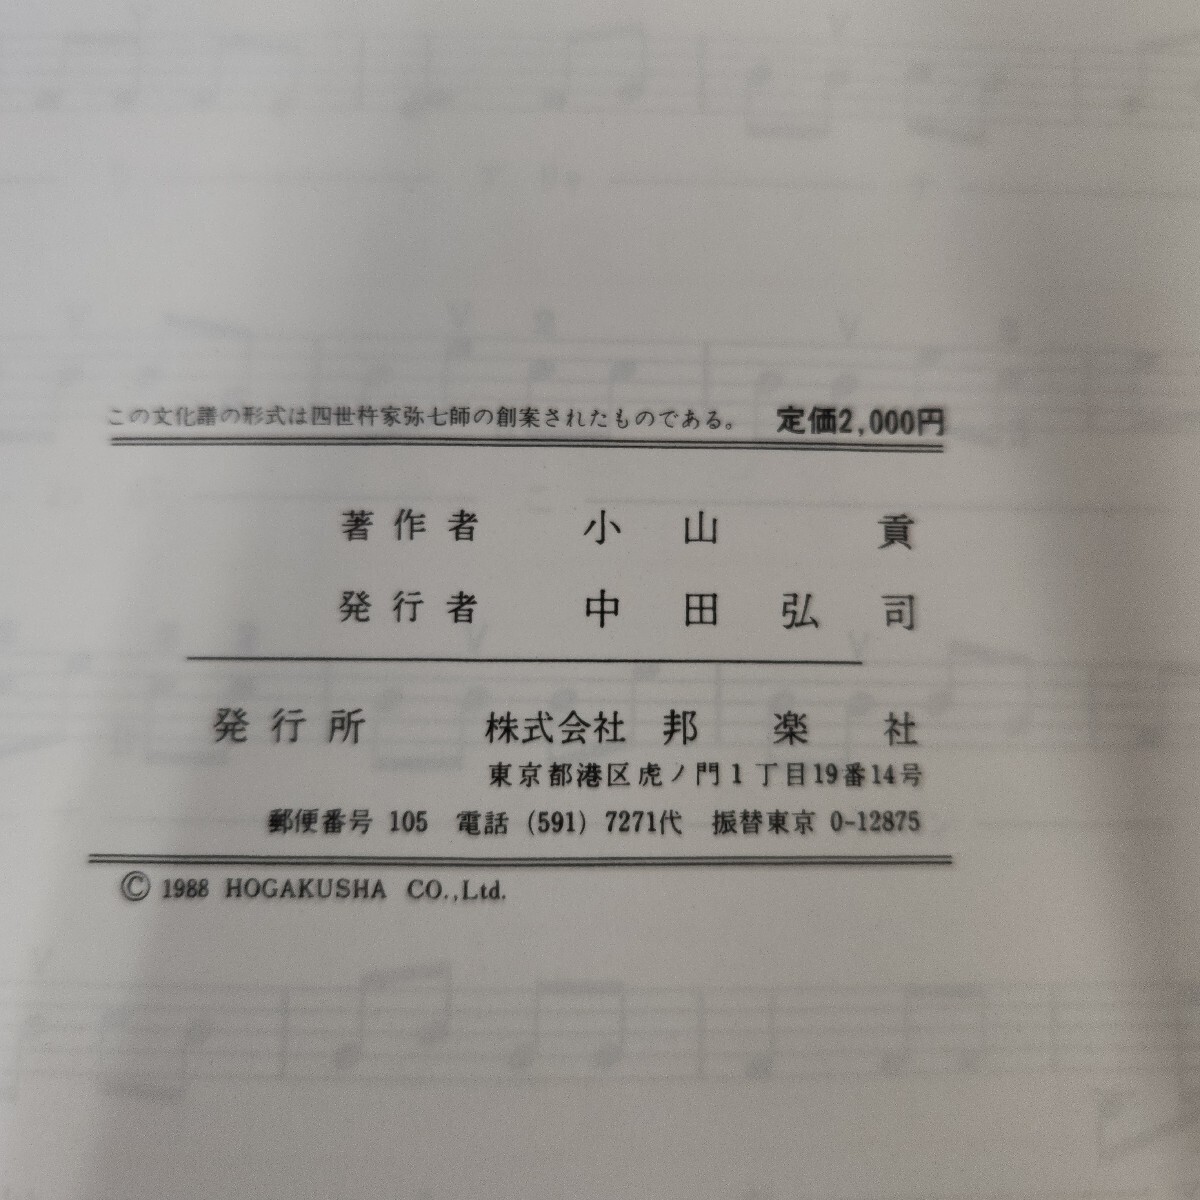 この文化譜の形式は四世杵家弥七師の創案されたものである。 定価2,000円
著作者 小山 貢
発行者 中田弘司
発行所 株式会社 邦楽社
東京都港区虎ノ門1丁目19番14号
郵便番号 105 電話 (591) 7271代 振替東京 0-12875
© 1988 HOGAKUSHA CO.,Ltd.